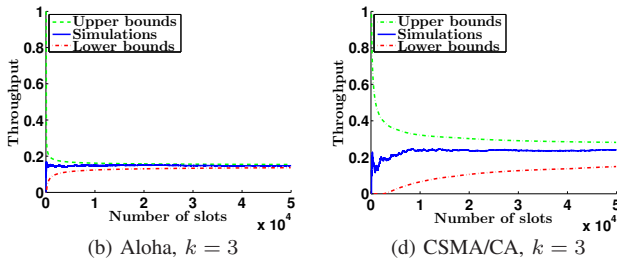 1
0.8
0.6
0.4
0.2
0
Throughput
Upper bounds
Simulations
Lower bounds
0 1 2 3 4 5
Number of slots
x 10^4
(b) Aloha, k = 3
1
0.8
0.6
0.4
0.2
0
Throughput
Upper bounds
Simulations
Lower bounds
0 1 2 3 4 5
Number of slots
x 10^4
(d) CSMA/CA, k = 3